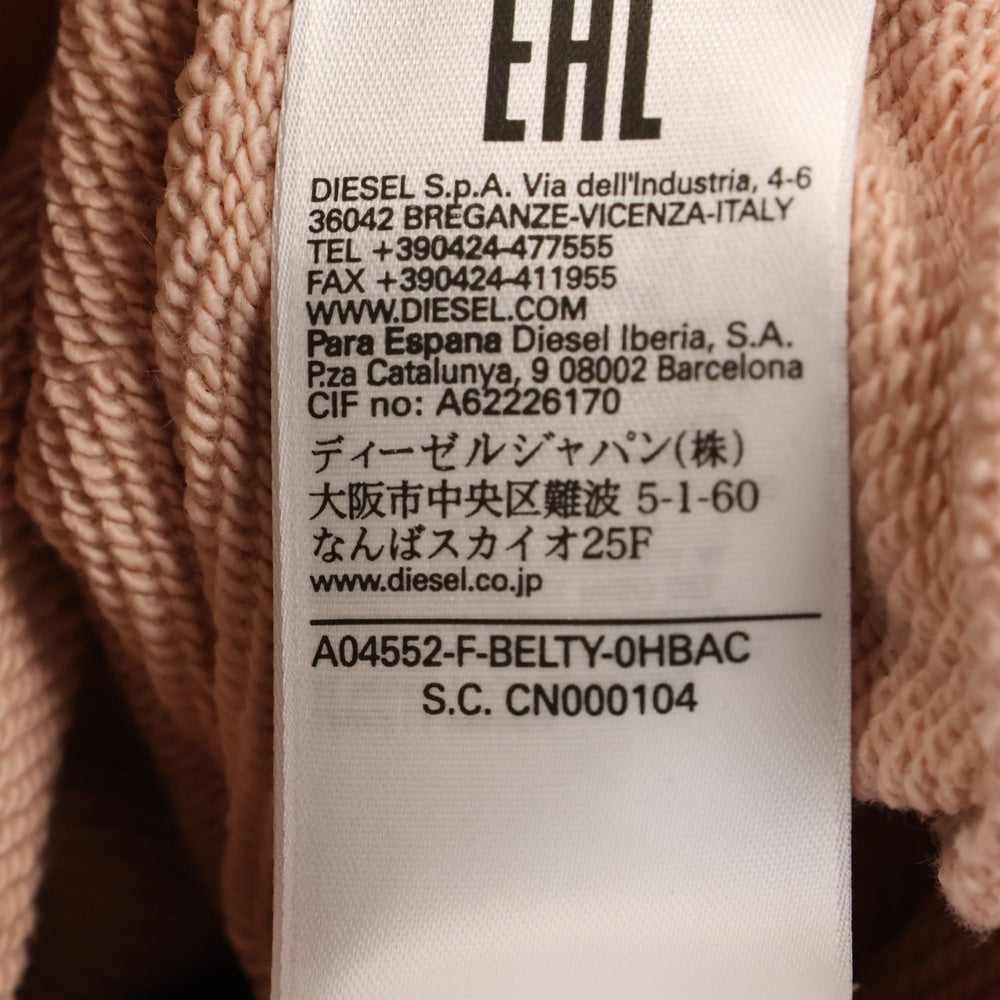 EAC
DIESEL S.p.A. Via dell'Industria, 4-6
36042 BREGANZE-VICENZA-ITALY
TEL +390424-477555
FAX +390424-411955
WWW.DIESEL.COM
Para Espana Diesel Iberia, S.A.
P.za Catalunya, 9 08002 Barcelona
CIF no: A62226170
ディーゼルジャパン(株)
大阪市中央区難波 5-1-60
なんばスカイオ25F
www.diesel.co.jp
A04552-F-BELTY-0HBAC
S.C. CN000104